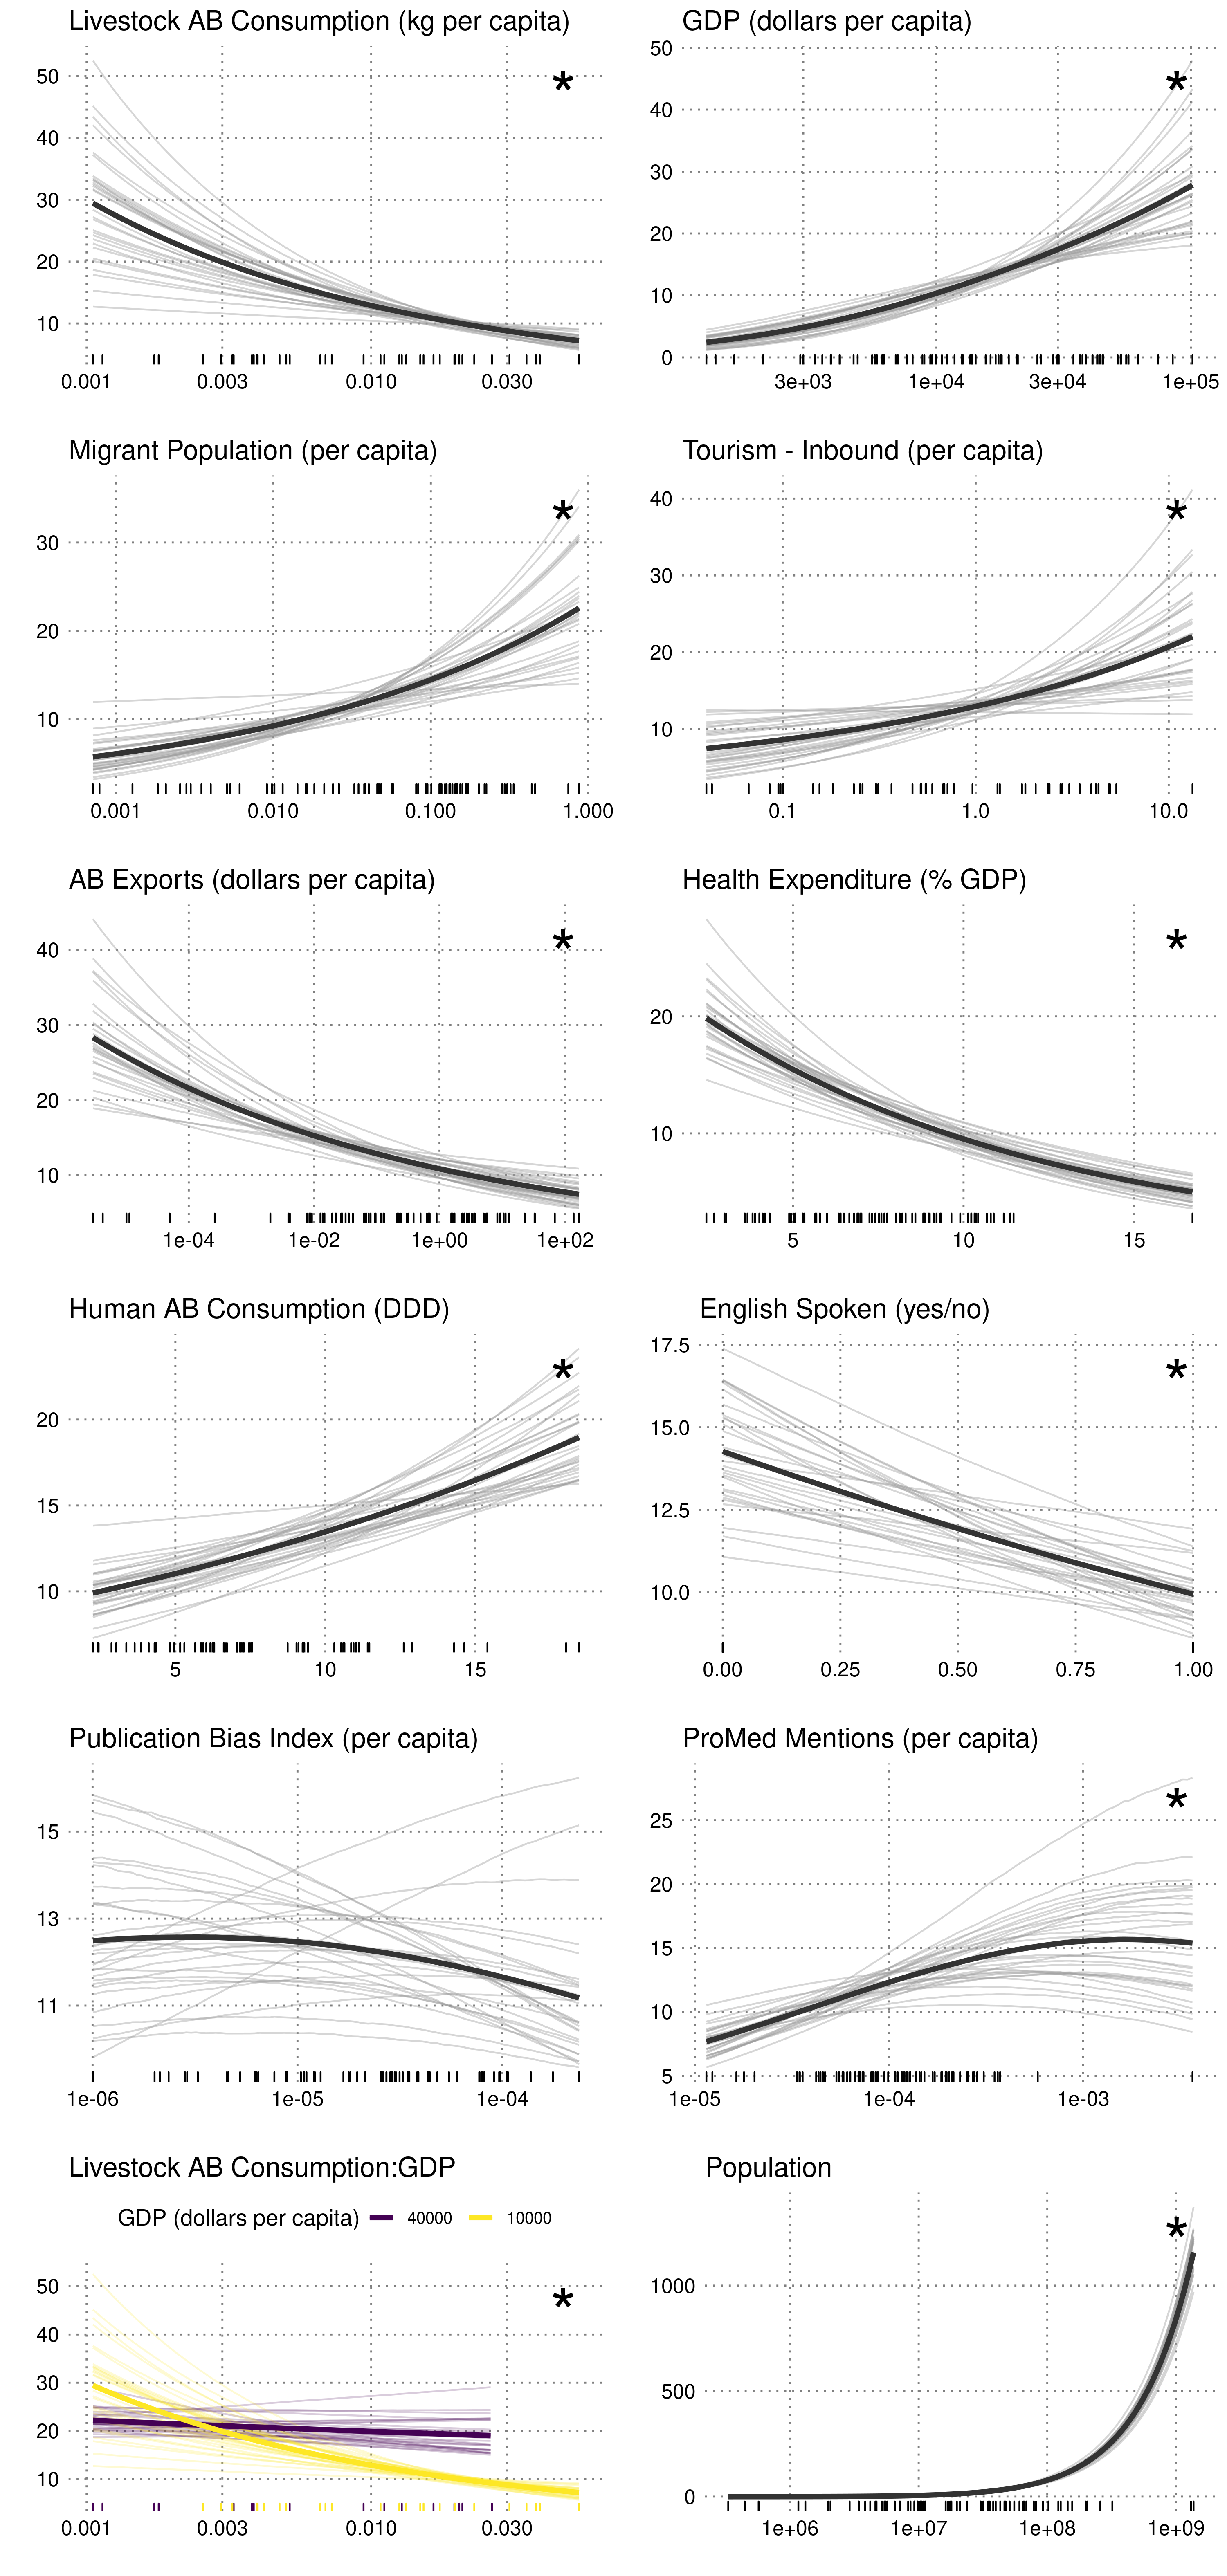 Livestock AB Consumption (kg per capita)
50
40
30
20
10
0.001 0.003 0.010 0.030
*
GDP (dollars per capita)
50
40
30
20
10
0
3e+03 1e+04 3e+04 1e+05
*
Migrant Population (per capita)
30
20
10
0.001 0.010 0.100 1.000
*
Tourism - Inbound (per capita)
40
30
20
10
0.1 1.0 10.0
*
AB Exports (dollars per capita)
40
30
20
10
1e-04 1e-02 1e+00 1e+02
*
Health Expenditure (% GDP)
20
10
5 10 15
*
Human AB Consumption (DDD)
20
15
10
5 10 15
*
English Spoken (yes/no)
17.5
15.0
12.5
10.0
0.00 0.25 0.50 0.75 1.00
*
Publication Bias Index (per capita)
15
13
11
1e-06 1e-05 1e-04
ProMed Mentions (per capita)
25
20
15
10
5
1e-05 1e-04 1e-03
*
Livestock AB Consumption:GDP
GDP (dollars per capita) 40000 10000
50
40
30
20
10
0.001 0.003 0.010 0.030
*
Population
1000
500
0
1e+06 1e+07 1e+08 1e+09
*